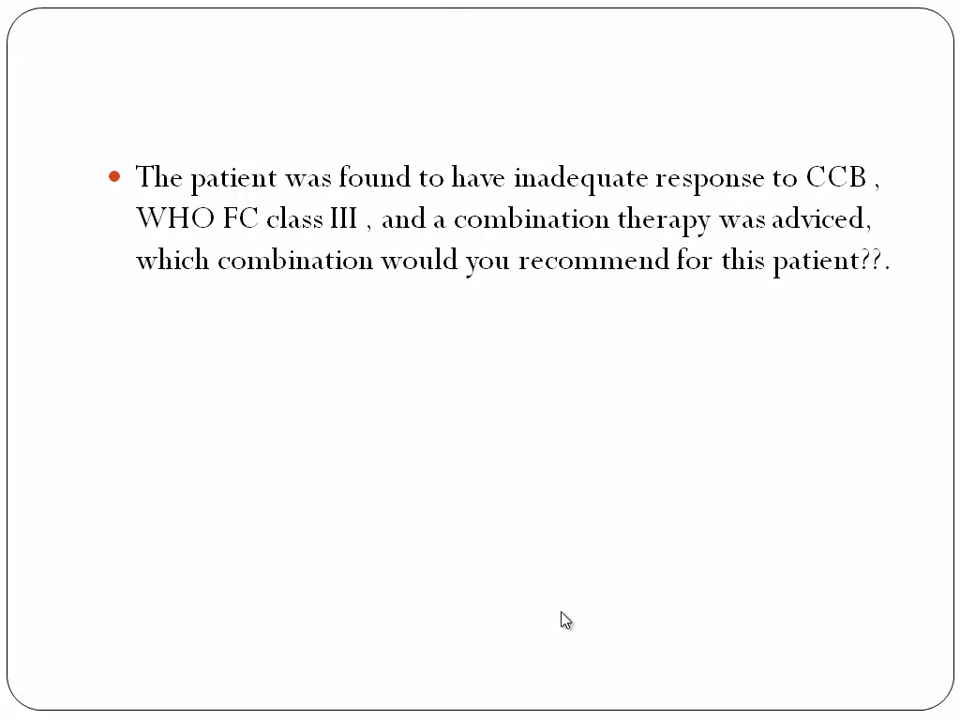 The patient was found to have inadequate response to CCB ,
WHO FC class III , and a combination therapy was adviced,
which combination would you recommend for this patient??.